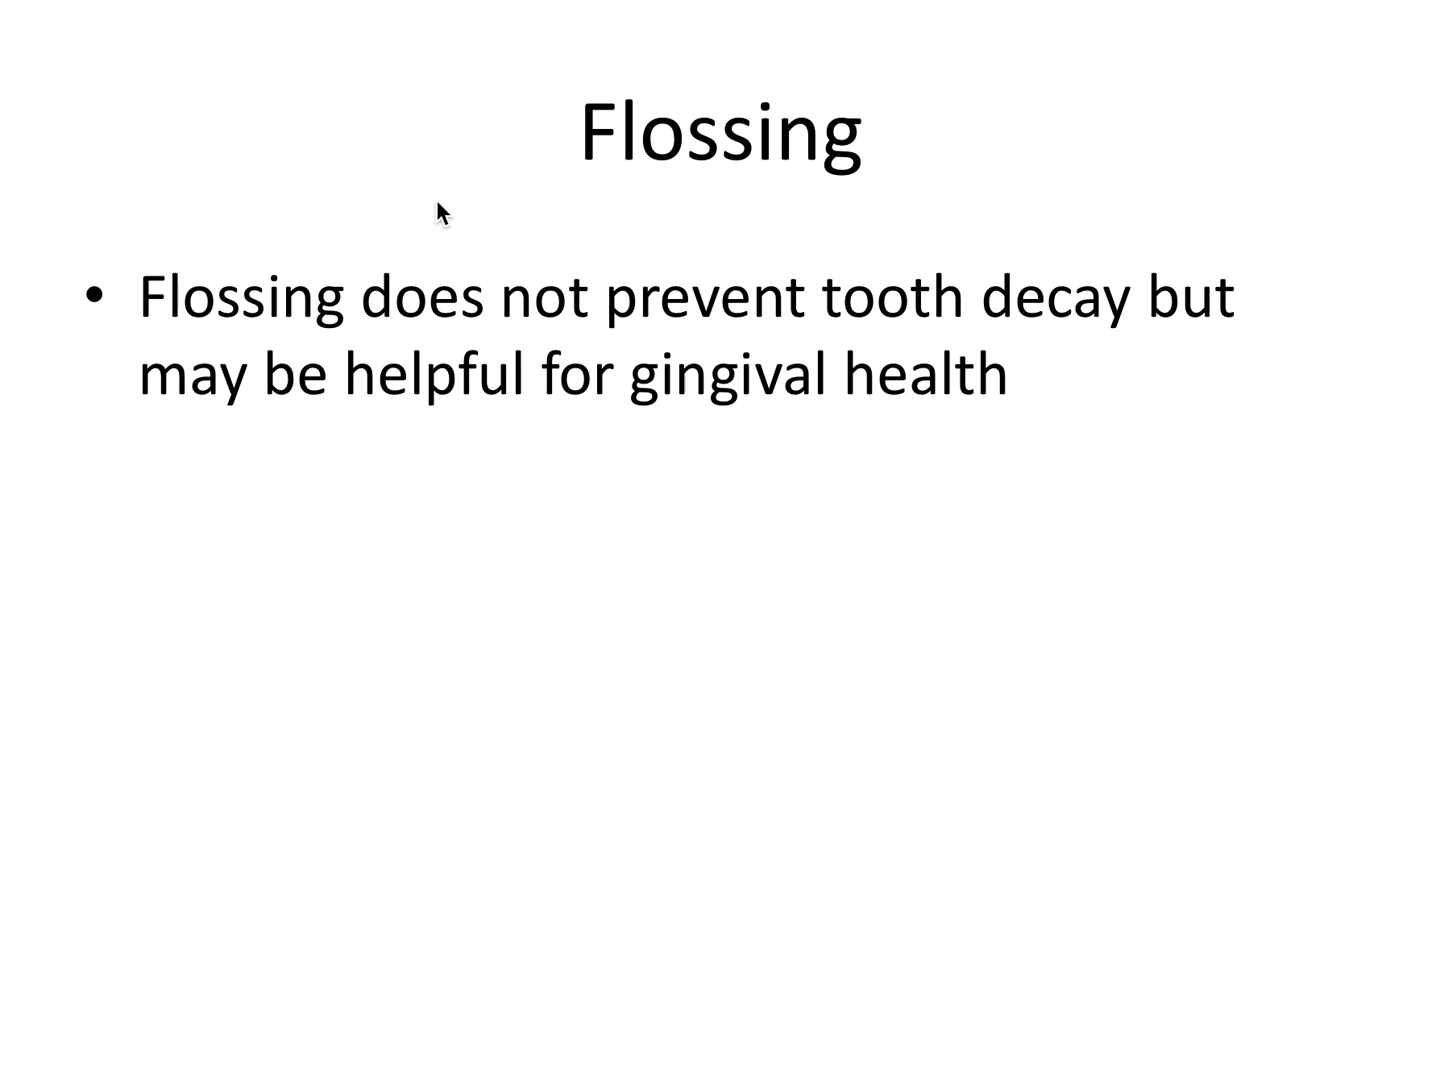 Flossing
• Flossing does not prevent tooth decay but
may be helpful for gingival health